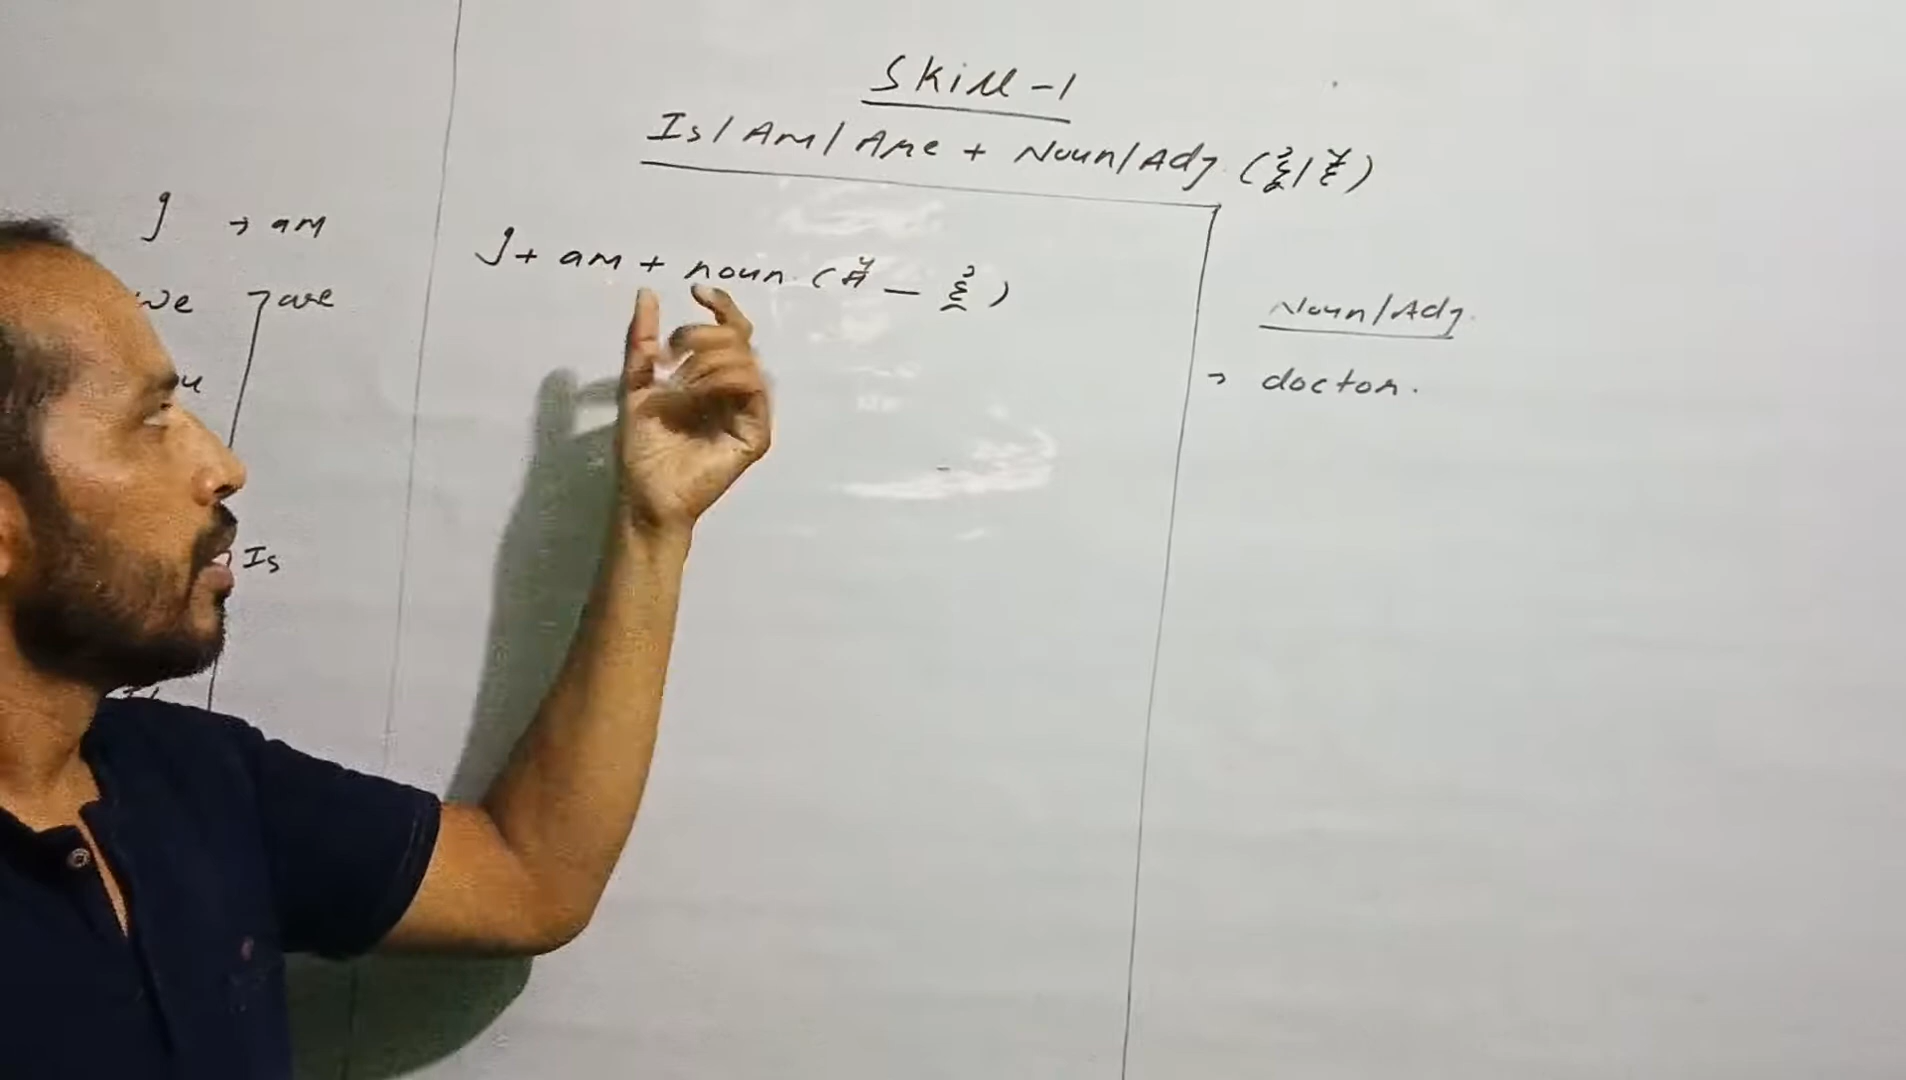 Skill-1
Is/Am/Are + Noun/Adj. (हूँ/है)
I → am
I + am + noun. (मैं — हूँ)
we are
Noun/Adj.
→ doctor.
Is